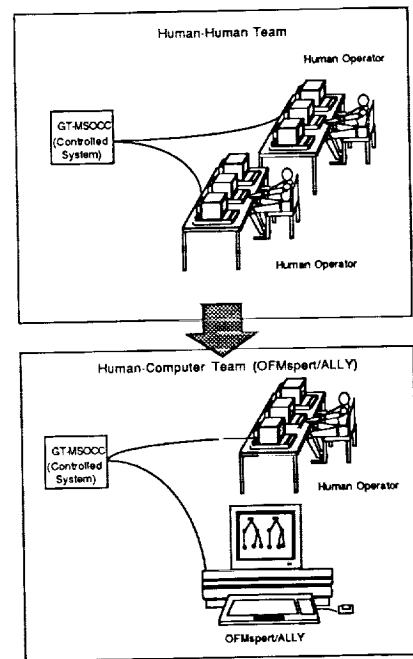 Human-Human Team
Human Operator
GT-MSOCC
(Controlled
System)
Human Operator
Human-Computer Team (OFMspert/ALLY)
GT-MSOCC
(Controlled
System)
Human Operator
OFMspert/ALLY